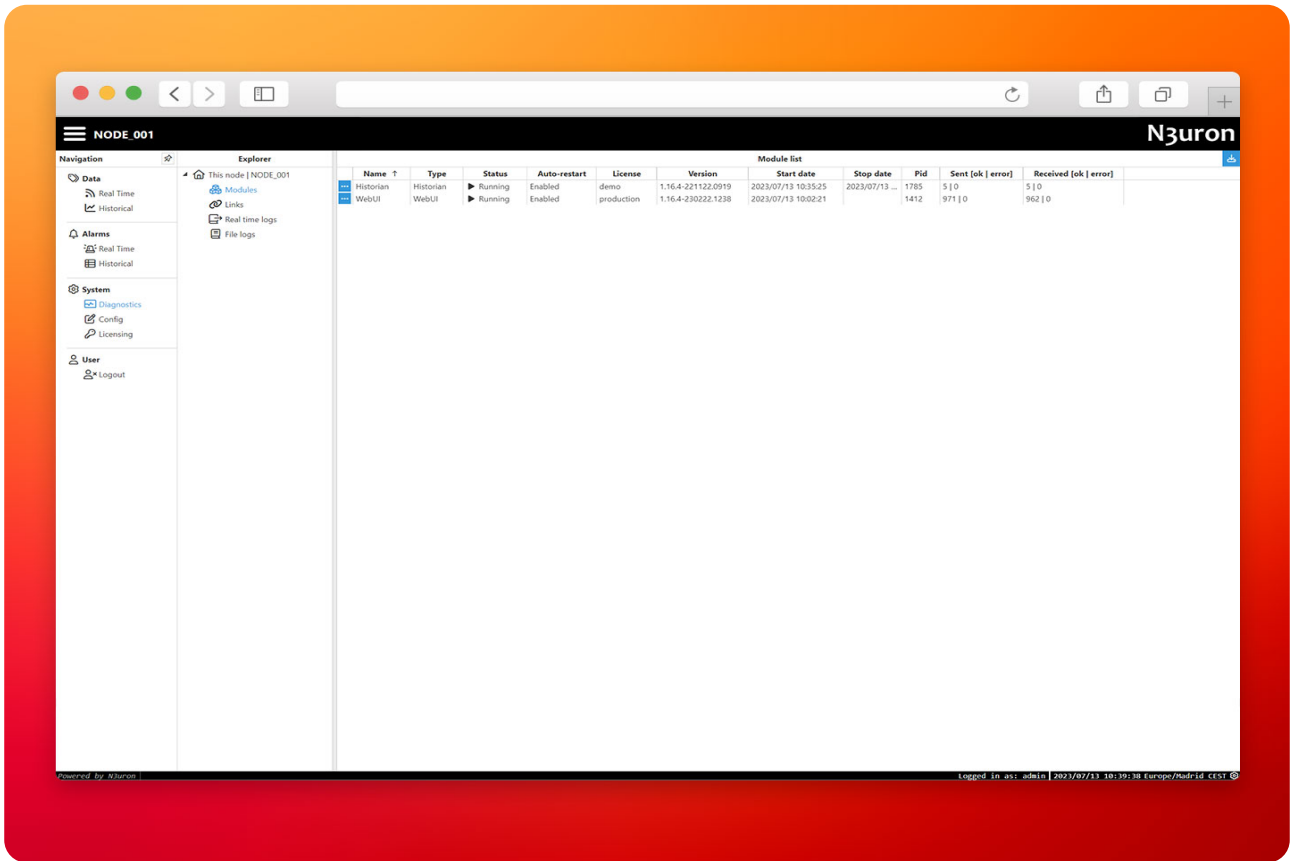 NODE_001
N3uron
Navigation
Data
Real Time
Historical
Alarms
Real Time
Historical
System
Diagnostics
Config
Licensing
User
Logout
Explorer
This node | NODE_001
Modules
Links
Real time logs
File logs
Module list
Name ↑ Type Status Auto-restart License Version Start date Stop date Pid Sent [ok | error] Received [ok | error]
Historian Historian Running Enabled demo 1.16.4-221122.0919 2023/07/13 10:35:25 2023/07/13 ... 1785 5 | 0 5 | 0
WebUI WebUI Running Enabled production 1.16.4-230222.1238 2023/07/13 10:02:21 1412 971 | 0 962 | 0
Powered by N3uron
Logged in as: admin 2023/07/13 10:39:38 Europe/Madrid CEST